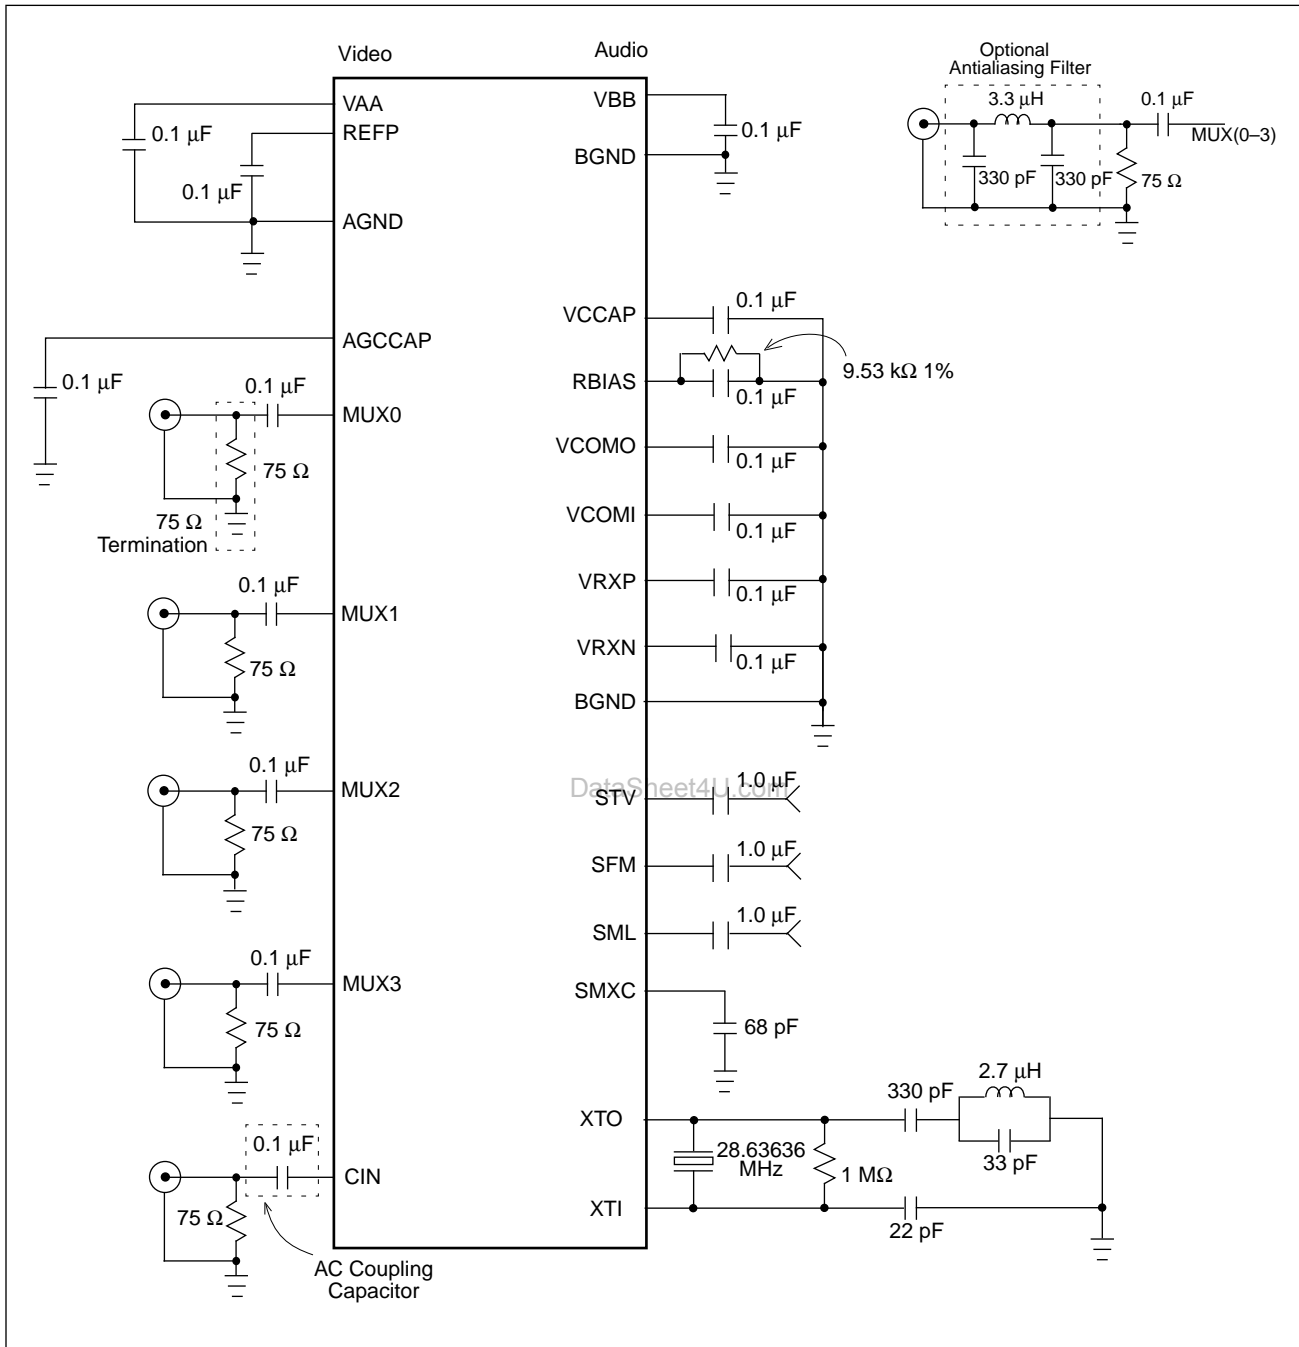 Video
Audio
Optional
Antialiasing Filter
VAA
0.1 μF
REFP
0.1 μF
AGND
VBB
0.1 μF
BGND
3.3 μH
0.1 μF
MUX(0–3)
330 pF
330 pF
75 Ω
AGCCAP
0.1 μF
0.1 μF
MUX0
75 Ω
75 Ω
Termination
0.1 μF
MUX1
75 Ω
0.1 μF
MUX2
75 Ω
0.1 μF
MUX3
75 Ω
0.1 μF
CIN
75 Ω
AC Coupling
Capacitor
VCCAP
0.1 μF
9.53 kΩ 1%
RBIAS
0.1 μF
VCOMO
0.1 μF
VCOMI
0.1 μF
VRXP
0.1 μF
VRXN
0.1 μF
BGND
DataSheet4U.com
STV
1.0 μF
SFM
1.0 μF
SML
1.0 μF
SMXC
68 pF
XTO
330 pF
2.7 μH
33 pF
28.63636
MHz
1 MΩ
XTI
22 pF